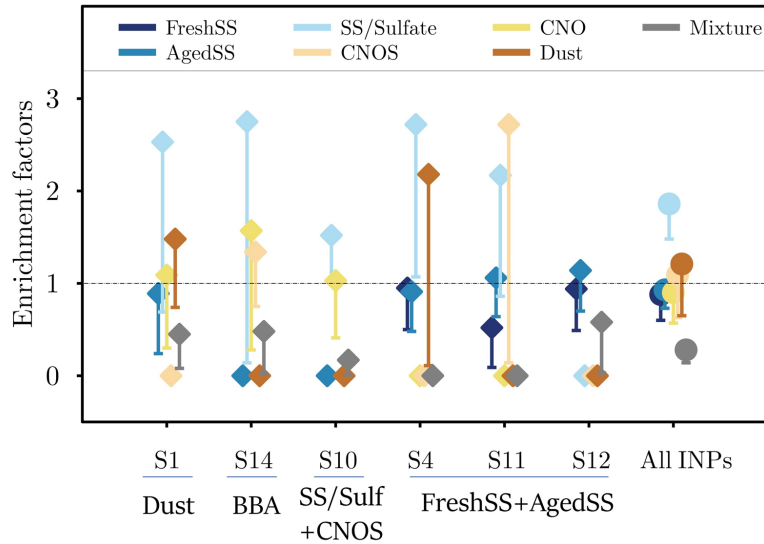 FreshSS SS/Sulfate CNO Mixture
AgedSS CNOS Dust
Enrichment factors
3
2
1
0
S1 S14 S10 S4 S11 S12 All INPs
Dust BBA SS/Sulf FreshSS+AgedSS
+CNOS